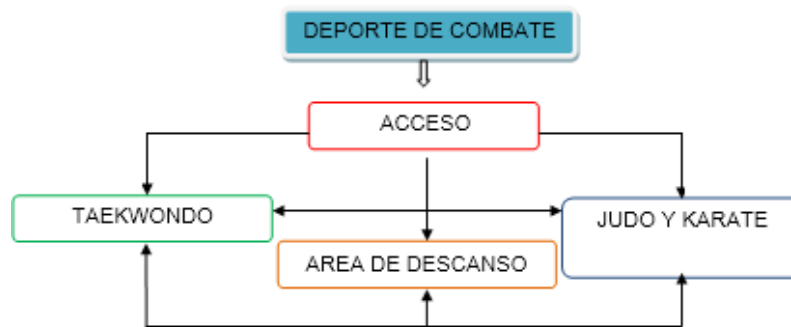 DEPORTE DE COMBATE
ACCESO
TAEKWONDO
JUDO Y KARATE
AREA DE DESCANSO